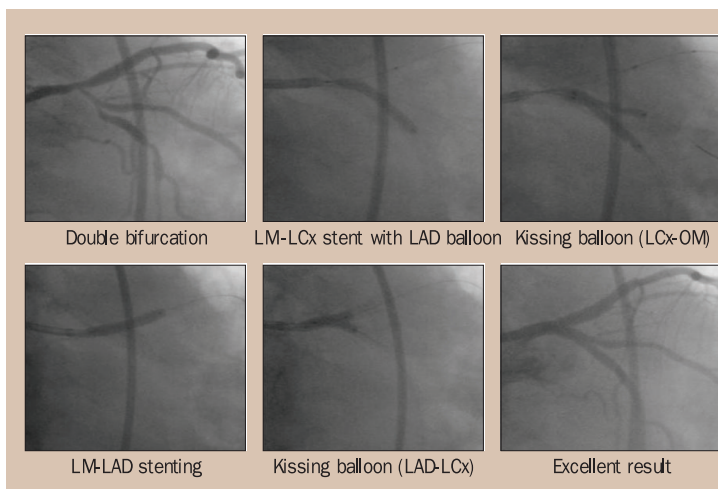 Double bifurcation
LM-LCx stent with LAD balloon
Kissing balloon (LCx-OM)
LM-LAD stenting
Kissing balloon (LAD-LCx)
Excellent result